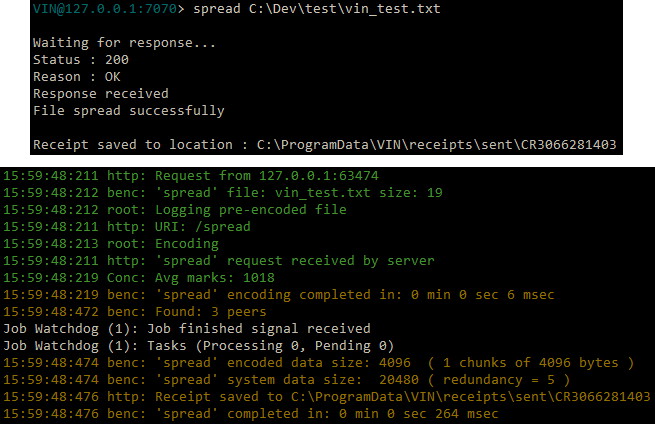 VIN@127.0.0.1:7070> spread C:\Dev\test\vin_test.txt
Waiting for response...
Status : 200
Reason : OK
Response received
File spread successfully
Receipt saved to location : C:\ProgramData\VIN\receipts\sent\CR3066281403
15:59:48:211 http: Request from 127.0.0.1:63474
15:59:48:212 benc: 'spread' file: vin_test.txt size: 19
15:59:48:212 root: Logging pre-encoded file
15:59:48:211 http: URI: /spread
15:59:48:213 root: Encoding
15:59:48:211 http: 'spread' request received by server
15:59:48:219 Conc: Avg marks: 1018
15:59:48:219 benc: 'spread' encoding completed in: 0 min 0 sec 6 msec
15:59:48:472 benc: Found: 3 peers
Job Watchdog (1): Job finished signal received
Job Watchdog (1): Tasks (Processing 0, Pending 0)
15:59:48:474 benc: 'spread' encoded data size: 4096  ( 1 chunks of 4096 bytes )
15:59:48:474 benc: 'spread' system data size:  20480 ( redundancy = 5 )
15:59:48:476 http: Receipt saved to C:\ProgramData\VIN\receipts\sent\CR3066281403
15:59:48:476 benc: 'spread' completed in: 0 min 0 sec 264 msec